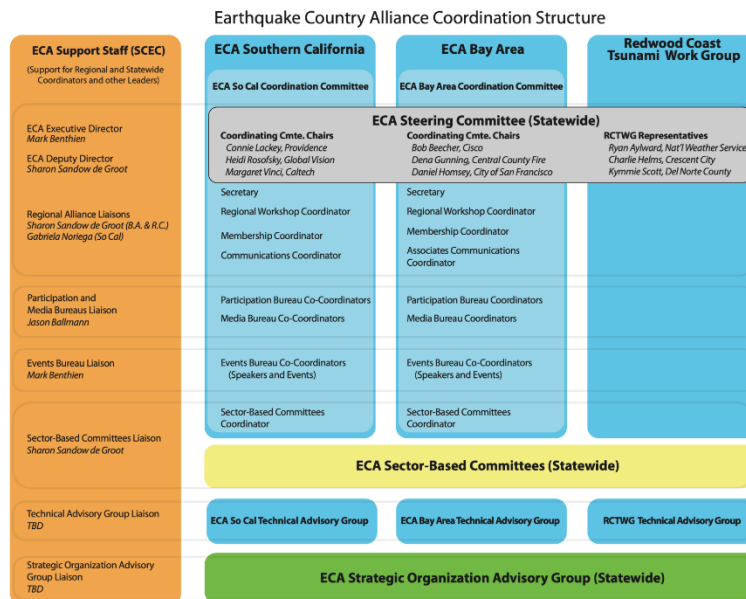 Earthquake Country Alliance Coordination Structure
ECA Support Staff (SCEC)
(Support for Regional and Statewide
Coordinators and other Leaders)
ECA Executive Director
Mark Benthien
ECA Deputy Director
Sharon Sandow de Groot
Regional Alliance Liaisons
Sharon Sandow de Groot (B.A. & R.C.)
Gabriela Noriega (So Cal)
Participation and
Media Bureaus Liaison
Jason Ballmann
Events Bureau Liaison
Mark Benthien
Sector-Based Committees Liaison
Sharon Sandow de Groot
Technical Advisory Group Liaison
TBD
Strategic Organization Advisory
Group Liaison
TBD
ECA Southern California
ECA So Cal Coordination Committee
ECA Bay Area
ECA Bay Area Coordination Committee
Redwood Coast
Tsunami Work Group
ECA Steering Committee (Statewide)
Coordinating Cmte. Chairs
Connie Lackey, Providence
Heidi Rosofsky, Global Vision
Margaret Vinci, Caltech
Coordinating Cmte. Chairs
Bob Beecher, Cisco
Dena Gunning, Central County Fire
Daniel Homsey, City of San Francisco
RCTWG Representatives
Ryan Aylward, Nat'l Weather Service
Charlie Helms, Crescent City
Kymmie Scott, Del Norte County
Secretary
Regional Workshop Coordinator
Membership Coordinator
Communications Coordinator
Participation Bureau Co-Coordinators
Media Bureau Co-Coordinators
Events Bureau Co-Coordinators
(Speakers and Events)
Sector-Based Committees
Coordinator
Secretary
Regional Workshop Coordinator
Membership Coordinator
Associates Communications
Coordinator
Participation Bureau Coordinators
Media Bureau Coordinators
Events Bureau Co-Coordinators
(Speakers and Events)
Sector-Based Committees
Coordinator
ECA Sector-Based Committees (Statewide)
ECA So Cal Technical Advisory Group
ECA Bay Area Technical Advisory Group
RCTWG Technical Advisory Group
ECA Strategic Organization Advisory Group (Statewide)